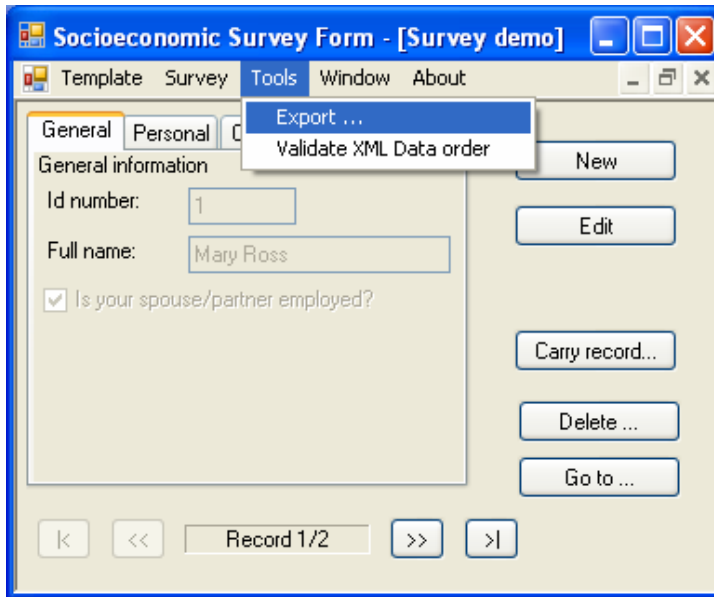 Socioeconomic Survey Form - [Survey demo]
Template Survey Tools Window About
Export ...
Validate XML Data order
General Personal
General information
Id number: 1
Full name: Mary Ross
Is your spouse/partner employed?
New
Edit
Carry record...
Delete ...
Go to ...
|< << Record 1/2 >> >|